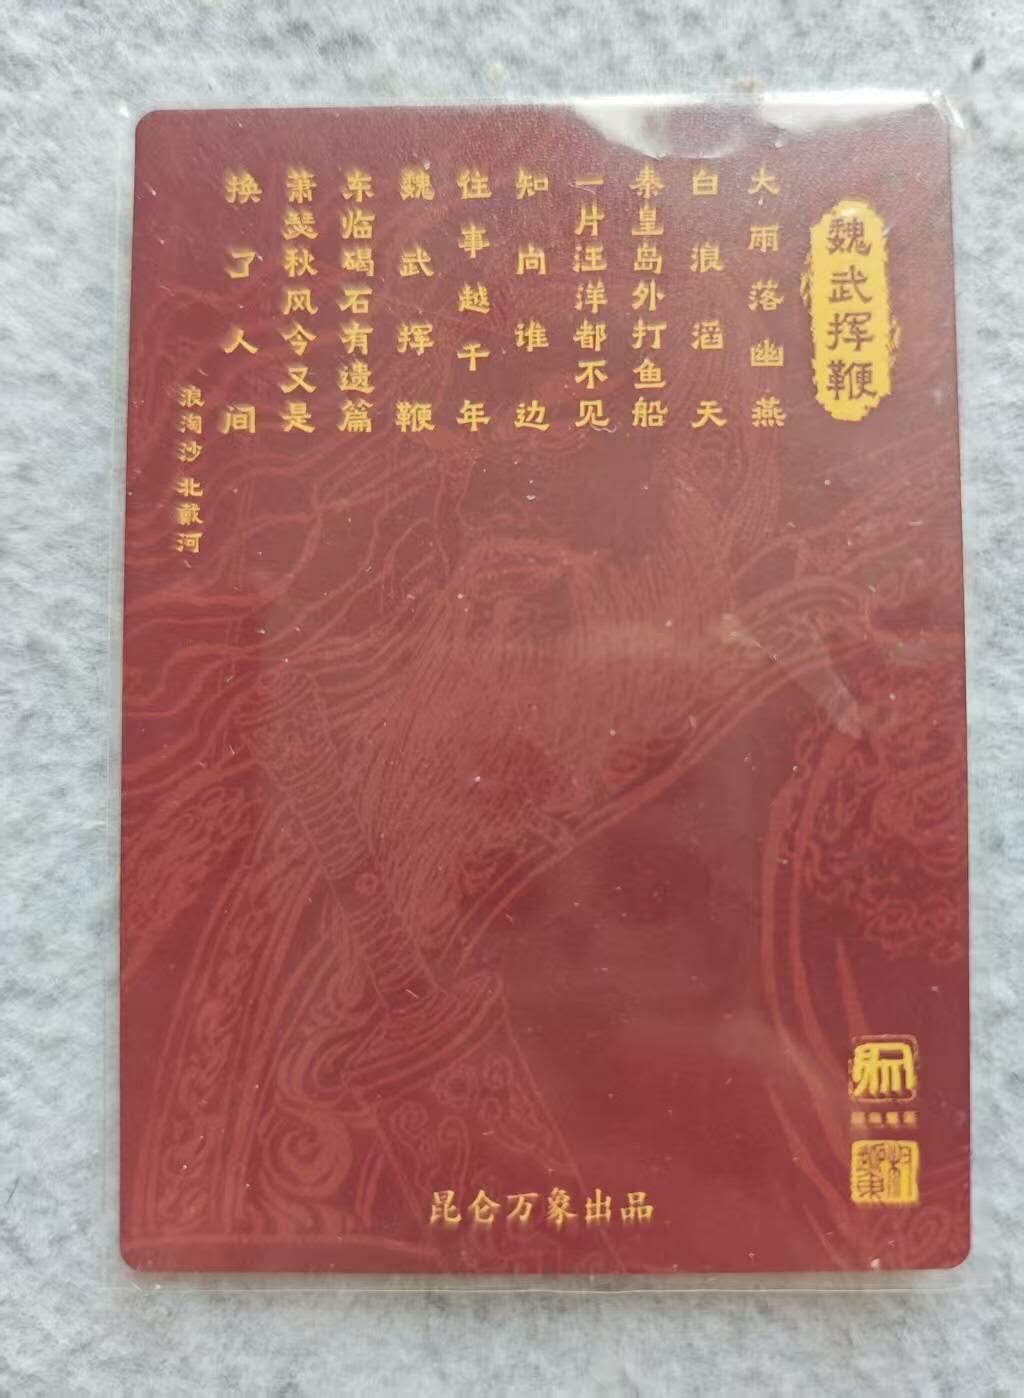 魏武挥鞭
大雨落幽燕
白浪滔天
秦皇岛外打鱼船
一片汪洋都不见
知向谁边
往事越千年
魏武挥鞭
东临碣石有遗篇
萧瑟秋风今又是
换了人间
浪淘沙 北戴河
昆仑万象出品